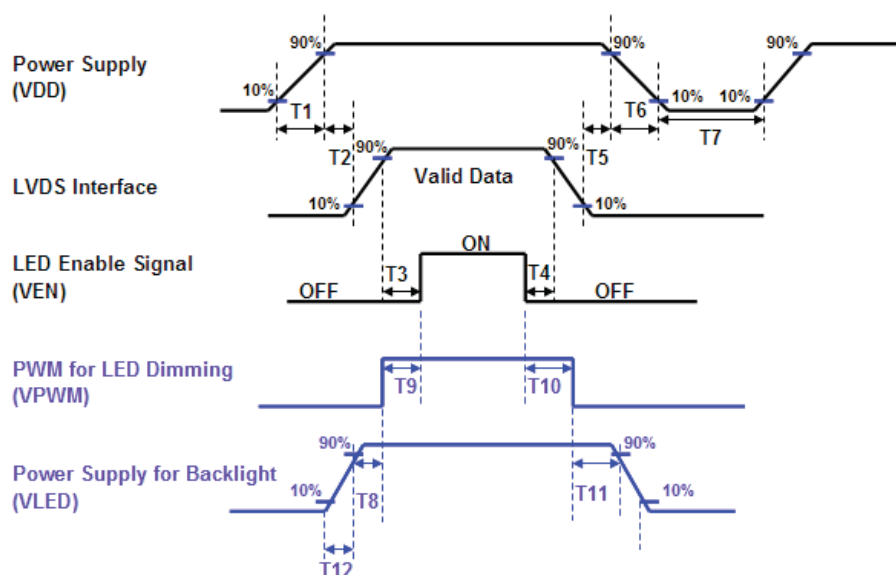 90% 90% 90%
Power Supply
(VDD)
10% 10% 10%
T1 T6
T2 90% 90% T5 T7
LVDS Interface Valid Data
10% 10%
LED Enable Signal
(VEN)
ON
T3 T4
OFF OFF
PWM for LED Dimming
(VPWM)
T9 T10
90% 90%
Power Supply for Backlight
(VLED)
10% T8 T11 10%
T12